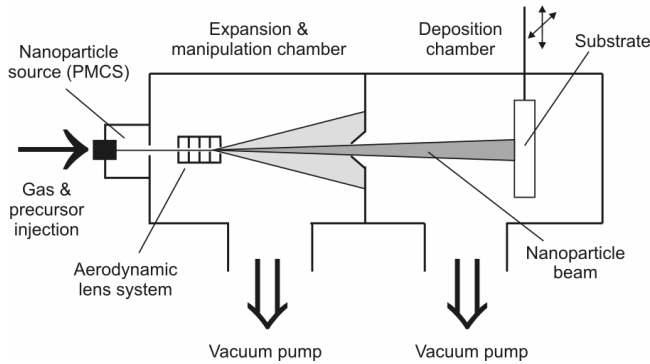 Expansion &
manipulation chamber
Deposition
chamber
Substrate
Nanoparticle
source (PMCS)
Gas &
precursor
injection
Aerodynamic
lens system
Nanoparticle
beam
Vacuum pump
Vacuum pump